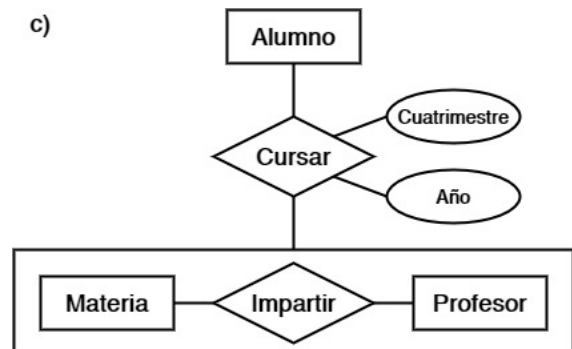 c)
Alumno
Cuatrimestre
Cursar
Año
Materia
Impartir
Profesor